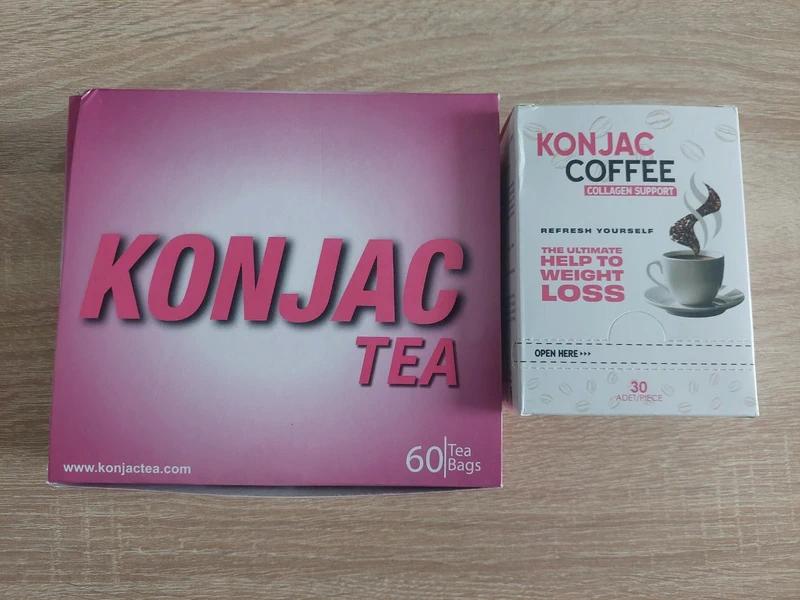 KONJAC
TEA
www.konjactea.com
60 Tea
Bags
KONJAC
COFFEE
COLLAGEN SUPPORT
REFRESH YOURSELF
THE ULTIMATE
HELP TO
WEIGHT
LOSS
OPEN HERE >>>
30
ADET/PIECE